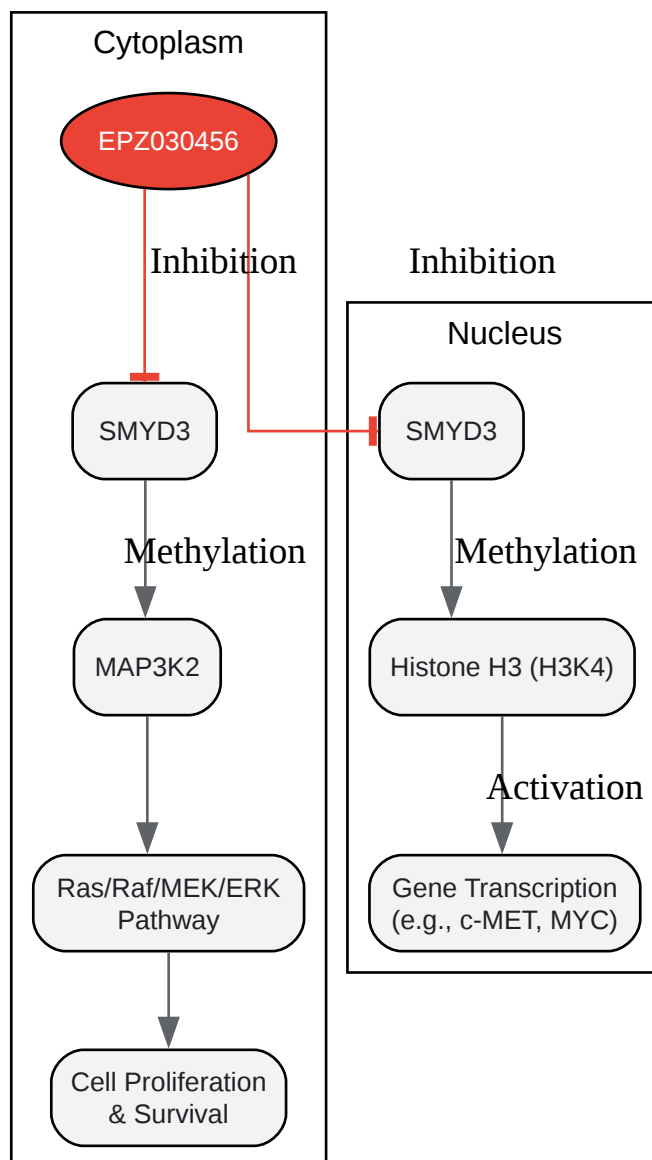 Cytoplasm
EPZ030456
Inhibition
Inhibition
Nucleus
SMYD3
SMYD3
Methylation
Methylation
MAP3K2
Histone H3 (H3K4)
Activation
Ras/Raf/MEK/ERK
Pathway
Gene Transcription
(e.g., c-MET, MYC)
Cell Proliferation
& Survival